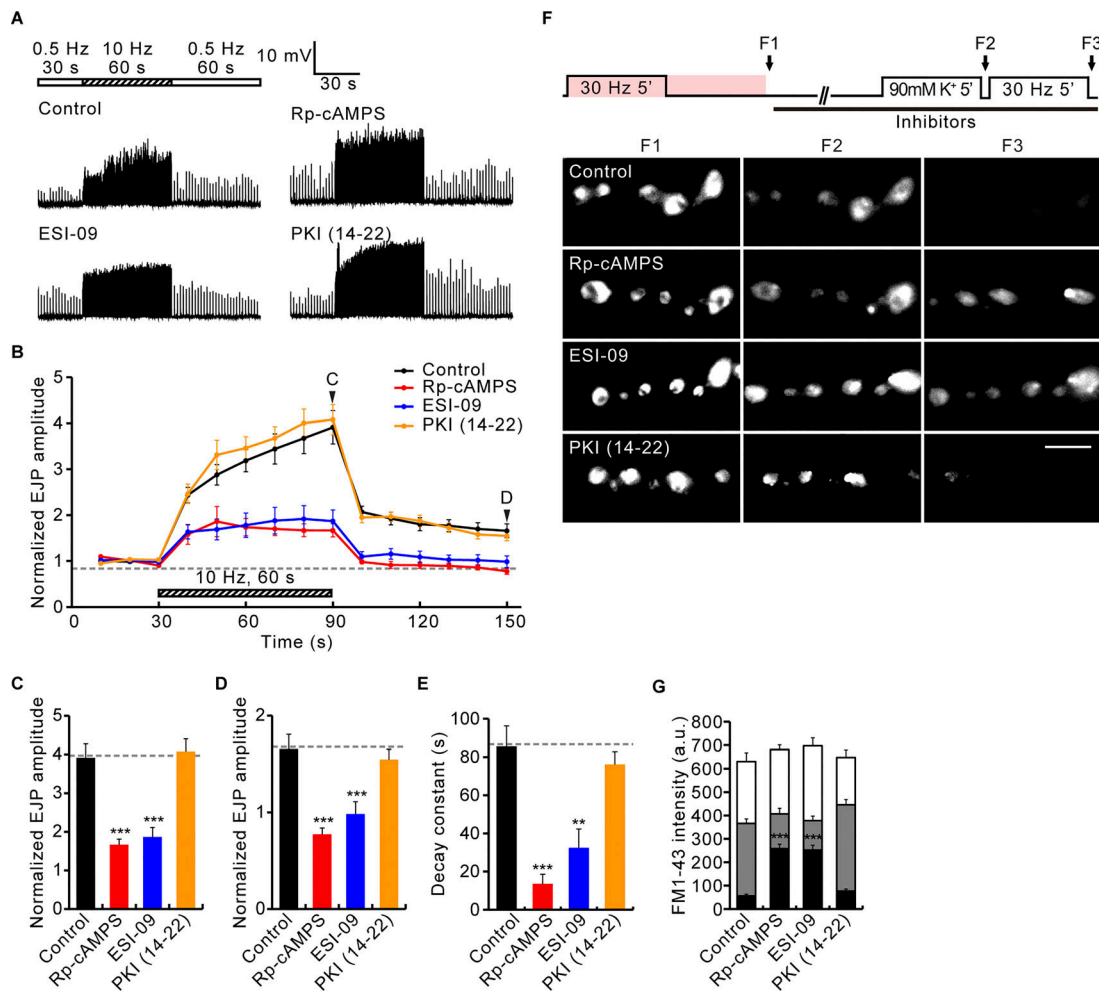 A
0.5 Hz 10 Hz 0.5 Hz
30 s 60 s 60 s
10 mV
30 s
Control
Rp-cAMPS
ESI-09
PKI (14-22)
B
Normalized EJP amplitude
5
4
3
2
1
0
Control
Rp-cAMPS
ESI-09
PKI (14-22)
C
D
10 Hz, 60 s
0 30 60 90 120 150
Time (s)
C
Normalized EJP amplitude
5
4
3
2
1
0
*** ***
Control
Rp-cAMPS
ESI-09
PKI (14-22)
D
Normalized EJP amplitude
2
1
0
*** ***
Control
Rp-cAMPS
ESI-09
PKI (14-22)
E
Decay constant (s)
100
80
60
40
20
0
*** **
Control
Rp-cAMPS
ESI-09
PKI (14-22)
F
F1 F2 F3
30 Hz 5' 90mM K⁺ 5' 30 Hz 5'
Inhibitors
F1 F2 F3
Control
Rp-cAMPS
ESI-09
PKI (14-22)
G
FM1-43 intensity (a.u.)
800
700
600
500
400
300
200
100
0
*** ***
Control
Rp-cAMPS
ESI-09
PKI (14-22)